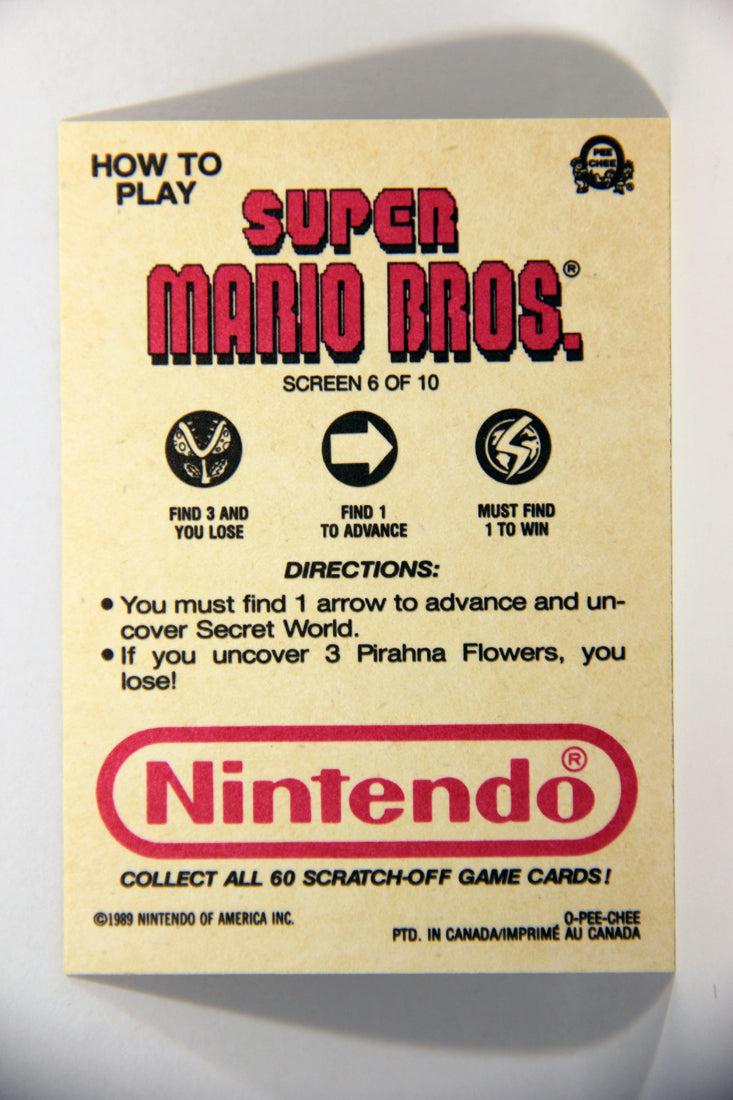 HOW TO
PLAY
O
PEE
CHEE
®
SUPER
MARIO BROS.®
SCREEN 6 OF 10
FIND 3 AND
YOU LOSE
FIND 1
TO ADVANCE
MUST FIND
1 TO WIN
DIRECTIONS:
• You must find 1 arrow to advance and un-
cover Secret World.
• If you uncover 3 Pirahna Flowers, you
lose!
Nintendo®
COLLECT ALL 60 SCRATCH-OFF GAME CARDS!
©1989 NINTENDO OF AMERICA INC.
O-PEE-CHEE
PTD. IN CANADA/IMPRIMÉ AU CANADA